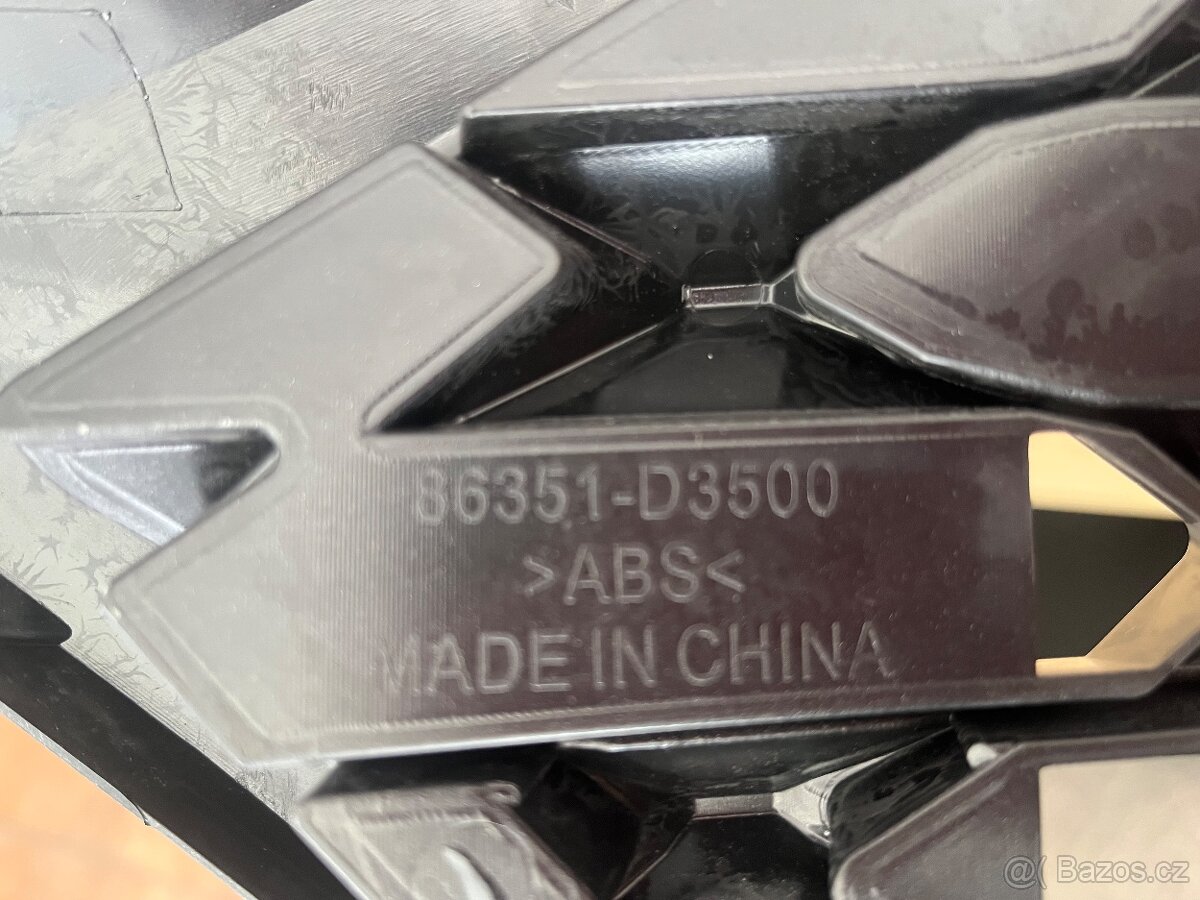 86351-D3500
>ABS<
MADE IN CHINA
@( Bazos.cz